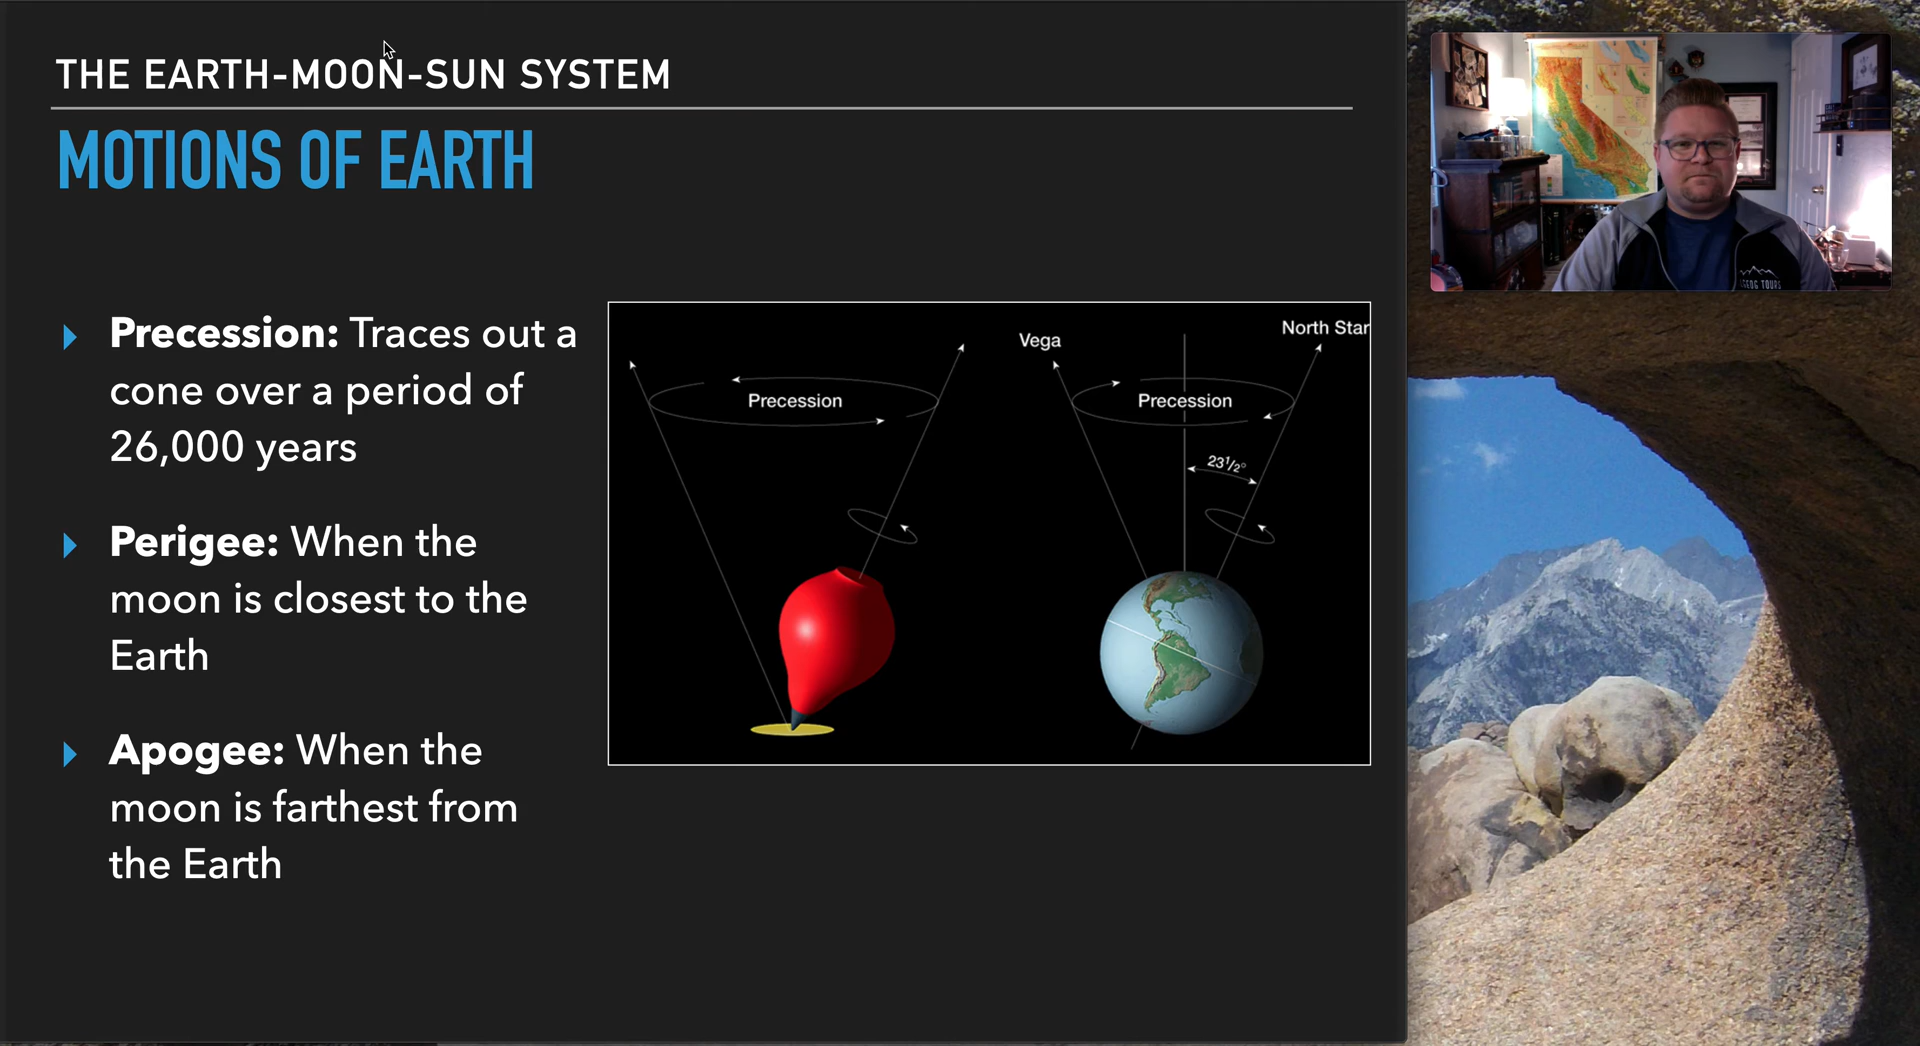 THE EARTH-MOON-SUN SYSTEM
MOTIONS OF EARTH
Precession: Traces out a
cone over a period of
26,000 years
Perigee: When the
moon is closest to the
Earth
Apogee: When the
moon is farthest from
the Earth
Precession
Vega
North Star
Precession
23½°
TOURS